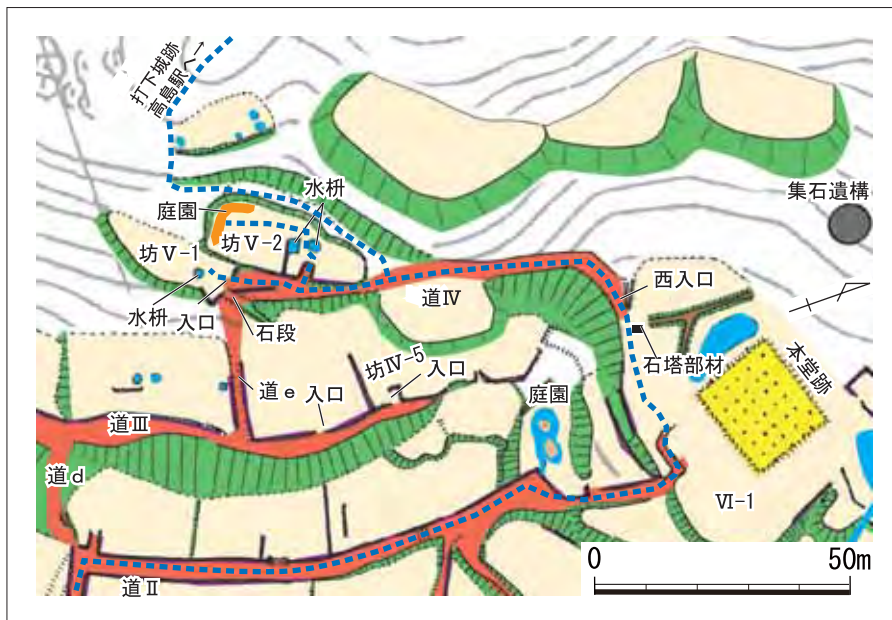 打下城跡
高島駅へ→
水枡
庭園
集石遺構
坊Ⅴ-2
坊Ⅴ-1
西入口
道Ⅳ
水枡
入口
石段
石塔部材
本堂跡
坊Ⅳ-5
入口
道e
入口
庭園
道Ⅲ
道d
Ⅵ-1
0
50m
道Ⅱ